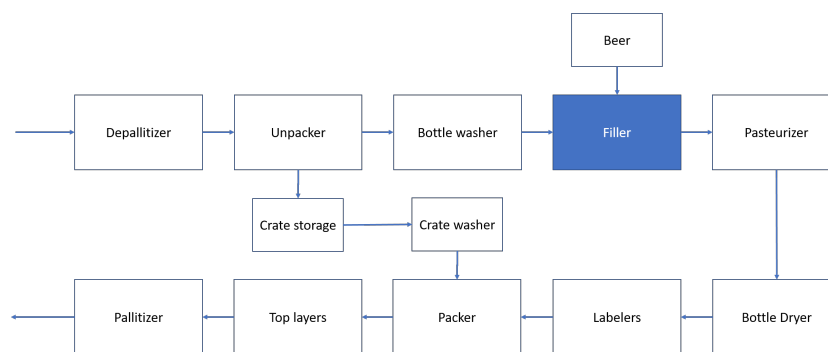 Beer
Depallitizer
Unpacker
Bottle washer
Filler
Pasteurizer
Crate storage
Crate washer
Pallitizer
Top layers
Packer
Labelers
Bottle Dryer